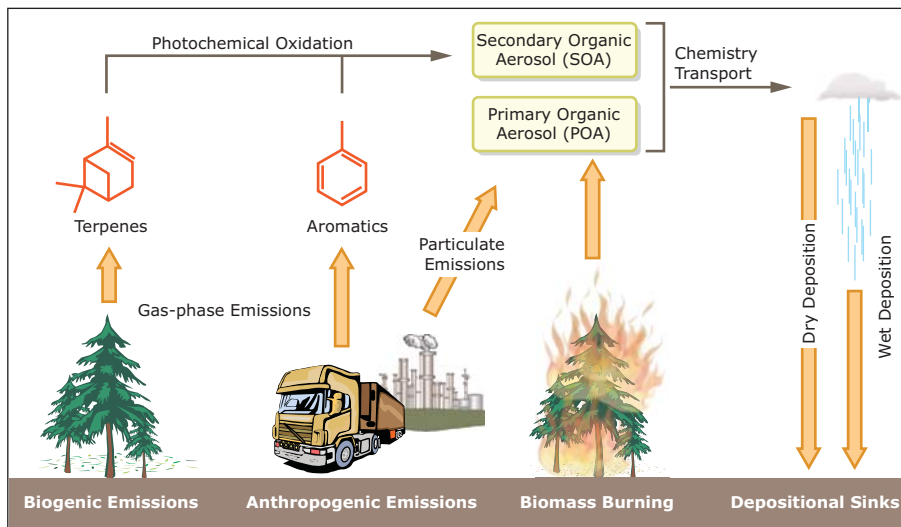 Photochemical Oxidation
Secondary Organic
Aerosol (SOA)
Chemistry
Transport
Primary Organic
Aerosol (POA)
Terpenes
Aromatics
Particulate
Emissions
Gas-phase Emissions
Dry Deposition
Wet Deposition
Biogenic Emissions
Anthropogenic Emissions
Biomass Burning
Depositional Sinks